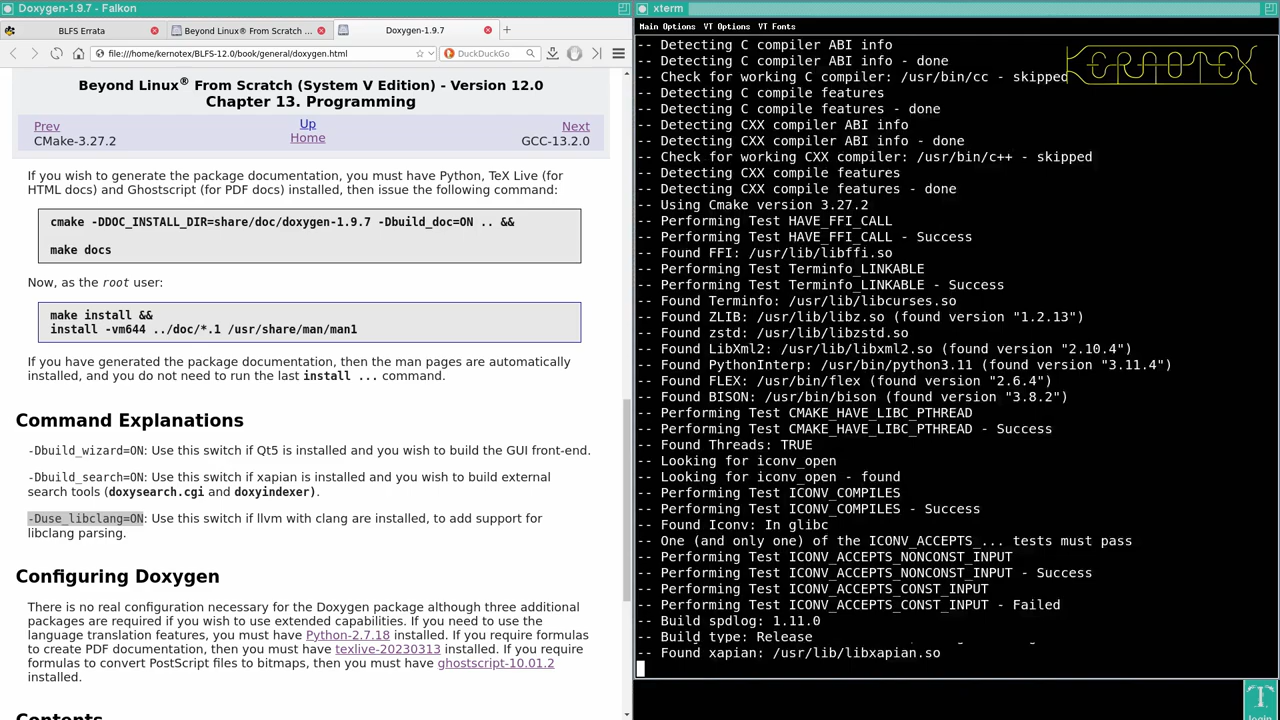 Doxygen-1.9.7 - Falkon
BLFS Errata
Beyond Linux® From Scratch ×
Doxygen-1.9.7
file:///home/kernotex/BLFS-12.0/book/general/doxygen.html
DuckDuckGo
Beyond Linux® From Scratch (System V Edition) - Version 12.0
Chapter 13. Programming
Prev
Up
Next
CMake-3.27.2
Home
GCC-13.2.0
If you wish to generate the package documentation, you must have Python, TeX Live (for
HTML docs) and Ghostscript (for PDF docs) installed, then issue the following command:
cmake -DDOC_INSTALL_DIR=share/doc/doxygen-1.9.7 -Dbuild_doc=ON .. &&
make docs
Now, as the root user:
make install &&
install -vm644 ../doc/*.1 /usr/share/man/man1
If you have generated the package documentation, then the man pages are automatically
installed, and you do not need to run the last install ... command.
Command Explanations
-Dbuild_wizard=ON: Use this switch if Qt5 is installed and you wish to build the GUI front-end.
-Dbuild_search=ON: Use this switch if xapian is installed and you wish to build external
search tools (doxysearch.cgi and doxyindexer).
-Duse_libclang=ON: Use this switch if llvm with clang are installed, to add support for
libclang parsing.
Configuring Doxygen
There is no real configuration necessary for the Doxygen package although three additional
packages are required if you wish to use extended capabilities. If you need to use the
language translation features, you must have Python-2.7.18 installed. If you require formulas
to create PDF documentation, then you must have texlive-20230313 installed. If you require
formulas to convert PostScript files to bitmaps, then you must have ghostscript-10.01.2
installed.
Contents
xterm
Main Options VT Options VT Fonts
KERNOTEX
-- Detecting C compiler ABI info
-- Detecting C compiler ABI info - done
-- Check for working C compiler: /usr/bin/cc - skipped
-- Detecting C compile features
-- Detecting C compile features - done
-- Detecting CXX compiler ABI info
-- Detecting CXX compiler ABI info - done
-- Check for working CXX compiler: /usr/bin/c++ - skipped
-- Detecting CXX compile features
-- Detecting CXX compile features - done
-- Using Cmake version 3.27.2
-- Performing Test HAVE_FFI_CALL
-- Performing Test HAVE_FFI_CALL - Success
-- Found FFI: /usr/lib/libffi.so
-- Performing Test Terminfo_LINKABLE
-- Performing Test Terminfo_LINKABLE - Success
-- Found Terminfo: /usr/lib/libcurses.so
-- Found ZLIB: /usr/lib/libz.so (found version "1.2.13")
-- Found zstd: /usr/lib/libzstd.so
-- Found LibXml2: /usr/lib/libxml2.so (found version "2.10.4")
-- Found PythonInterp: /usr/bin/python3.11 (found version "3.11.4")
-- Found FLEX: /usr/bin/flex (found version "2.6.4")
-- Found BISON: /usr/bin/bison (found version "3.8.2")
-- Performing Test CMAKE_HAVE_LIBC_PTHREAD
-- Performing Test CMAKE_HAVE_LIBC_PTHREAD - Success
-- Found Threads: TRUE
-- Looking for iconv_open
-- Looking for iconv_open - found
-- Performing Test ICONV_COMPILES
-- Performing Test ICONV_COMPILES - Success
-- Found Iconv: In glibc
-- One (and only one) of the ICONV_ACCEPTS_... tests must pass
-- Performing Test ICONV_ACCEPTS_NONCONST_INPUT
-- Performing Test ICONV_ACCEPTS_NONCONST_INPUT - Success
-- Performing Test ICONV_ACCEPTS_CONST_INPUT
-- Performing Test ICONV_ACCEPTS_CONST_INPUT - Failed
-- Build spdlog: 1.11.0
-- Build type: Release
-- Found xapian: /usr/lib/libxapian.so
login